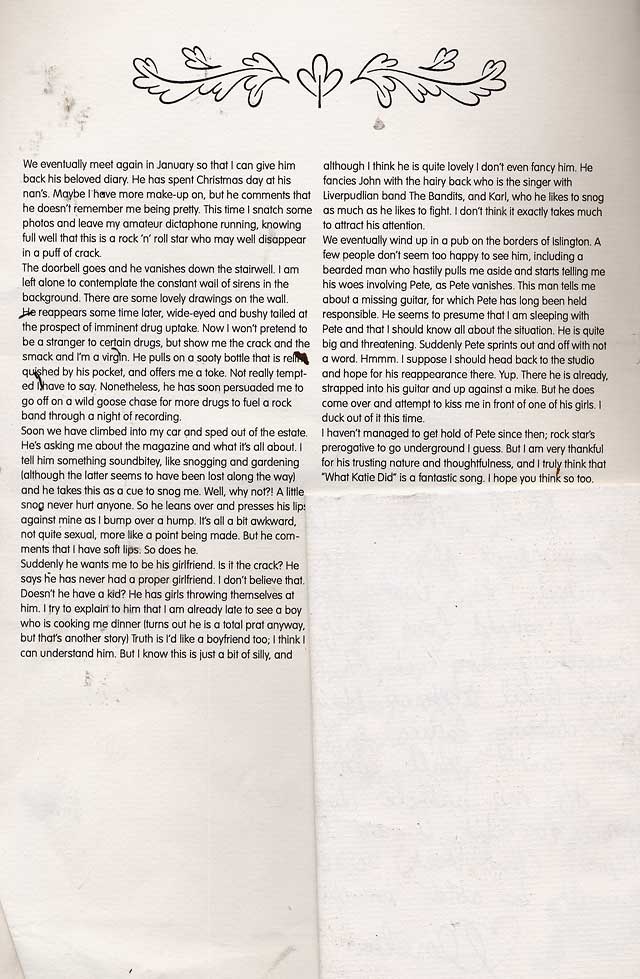 We eventually meet again in January so that I can give him
back his beloved diary. He has spent Christmas day at his
nan's. Maybe I have more make-up on, but he comments that
he doesn't remember me being pretty. This time I snatch some
photos and leave my amateur dictaphone running, knowing
full well that this is a rock 'n' roll star who may well disappear
in a puff of crack.
The doorbell goes and he vanishes down the stairwell. I am
left alone to contemplate the constant wail of sirens in the
background. There are some lovely drawings on the wall.
He reappears some time later, wide-eyed and bushy tailed at
the prospect of imminent drug uptake. Now I won't pretend to
be a stranger to certain drugs, but show me the crack and the
smack and I'm a virgin. He pulls on a sooty bottle that is relin-
quished by his pocket, and offers me a toke. Not really tempt-
ed I have to say. Nonetheless, he has soon persuaded me to
go off on a wild goose chase for more drugs to fuel a rock
band through a night of recording.
Soon we have climbed into my car and sped out of the estate.
He's asking me about the magazine and what it's all about. I
tell him something soundbitey, like snogging and gardening
(although the latter seems to have been lost along the way)
and he takes this as a cue to snog me. Well, why not?! A little
snog never hurt anyone. So he leans over and presses his lips
against mine as I bump over a hump. It's all a bit awkward,
not quite sexual, more like a point being made. But he com-
ments that I have soft lips. So does he.
Suddenly he wants me to be his girlfriend. Is it the crack? He
says he has never had a proper girlfriend. I don't believe that.
Doesn't he have a kid? He has girls throwing themselves at
him. I try to explain to him that I am already late to see a boy
who is cooking me dinner (turns out he is a total prat anyway,
but that's another story) Truth is I'd like a boyfriend too; I think I
can understand him. But I know this is just a bit of silly, and
although I think he is quite lovely I don't even fancy him. He
fancies John with the hairy back who is the singer with
Liverpudlian band The Bandits, and Karl, who he likes to snog
as much as he likes to fight. I don't think it exactly takes much
to attract his attention.
We eventually wind up in a pub on the borders of Islington. A
few people don't seem too happy to see him, including a
bearded man who hastily pulls me aside and starts telling me
his woes involving Pete, as Pete vanishes. This man tells me
about a missing guitar, for which Pete has long been held
responsible. He seems to presume that I am sleeping with
Pete and that I should know all about the situation. He is quite
big and threatening. Suddenly Pete sprints out and off with not
a word. Hmmm. I suppose I should head back to the studio
and hope for his reappearance there. Yup. There he is already,
strapped into his guitar and up against a mike. But he does
come over and attempt to kiss me in front of one of his girls. I
duck out of it this time.
I haven't managed to get hold of Pete since then; rock star's
prerogative to go underground I guess. But I am very thankful
for his trusting nature and thoughtfulness, and I truly think that
"What Katie Did" is a fantastic song. I hope you think so too.